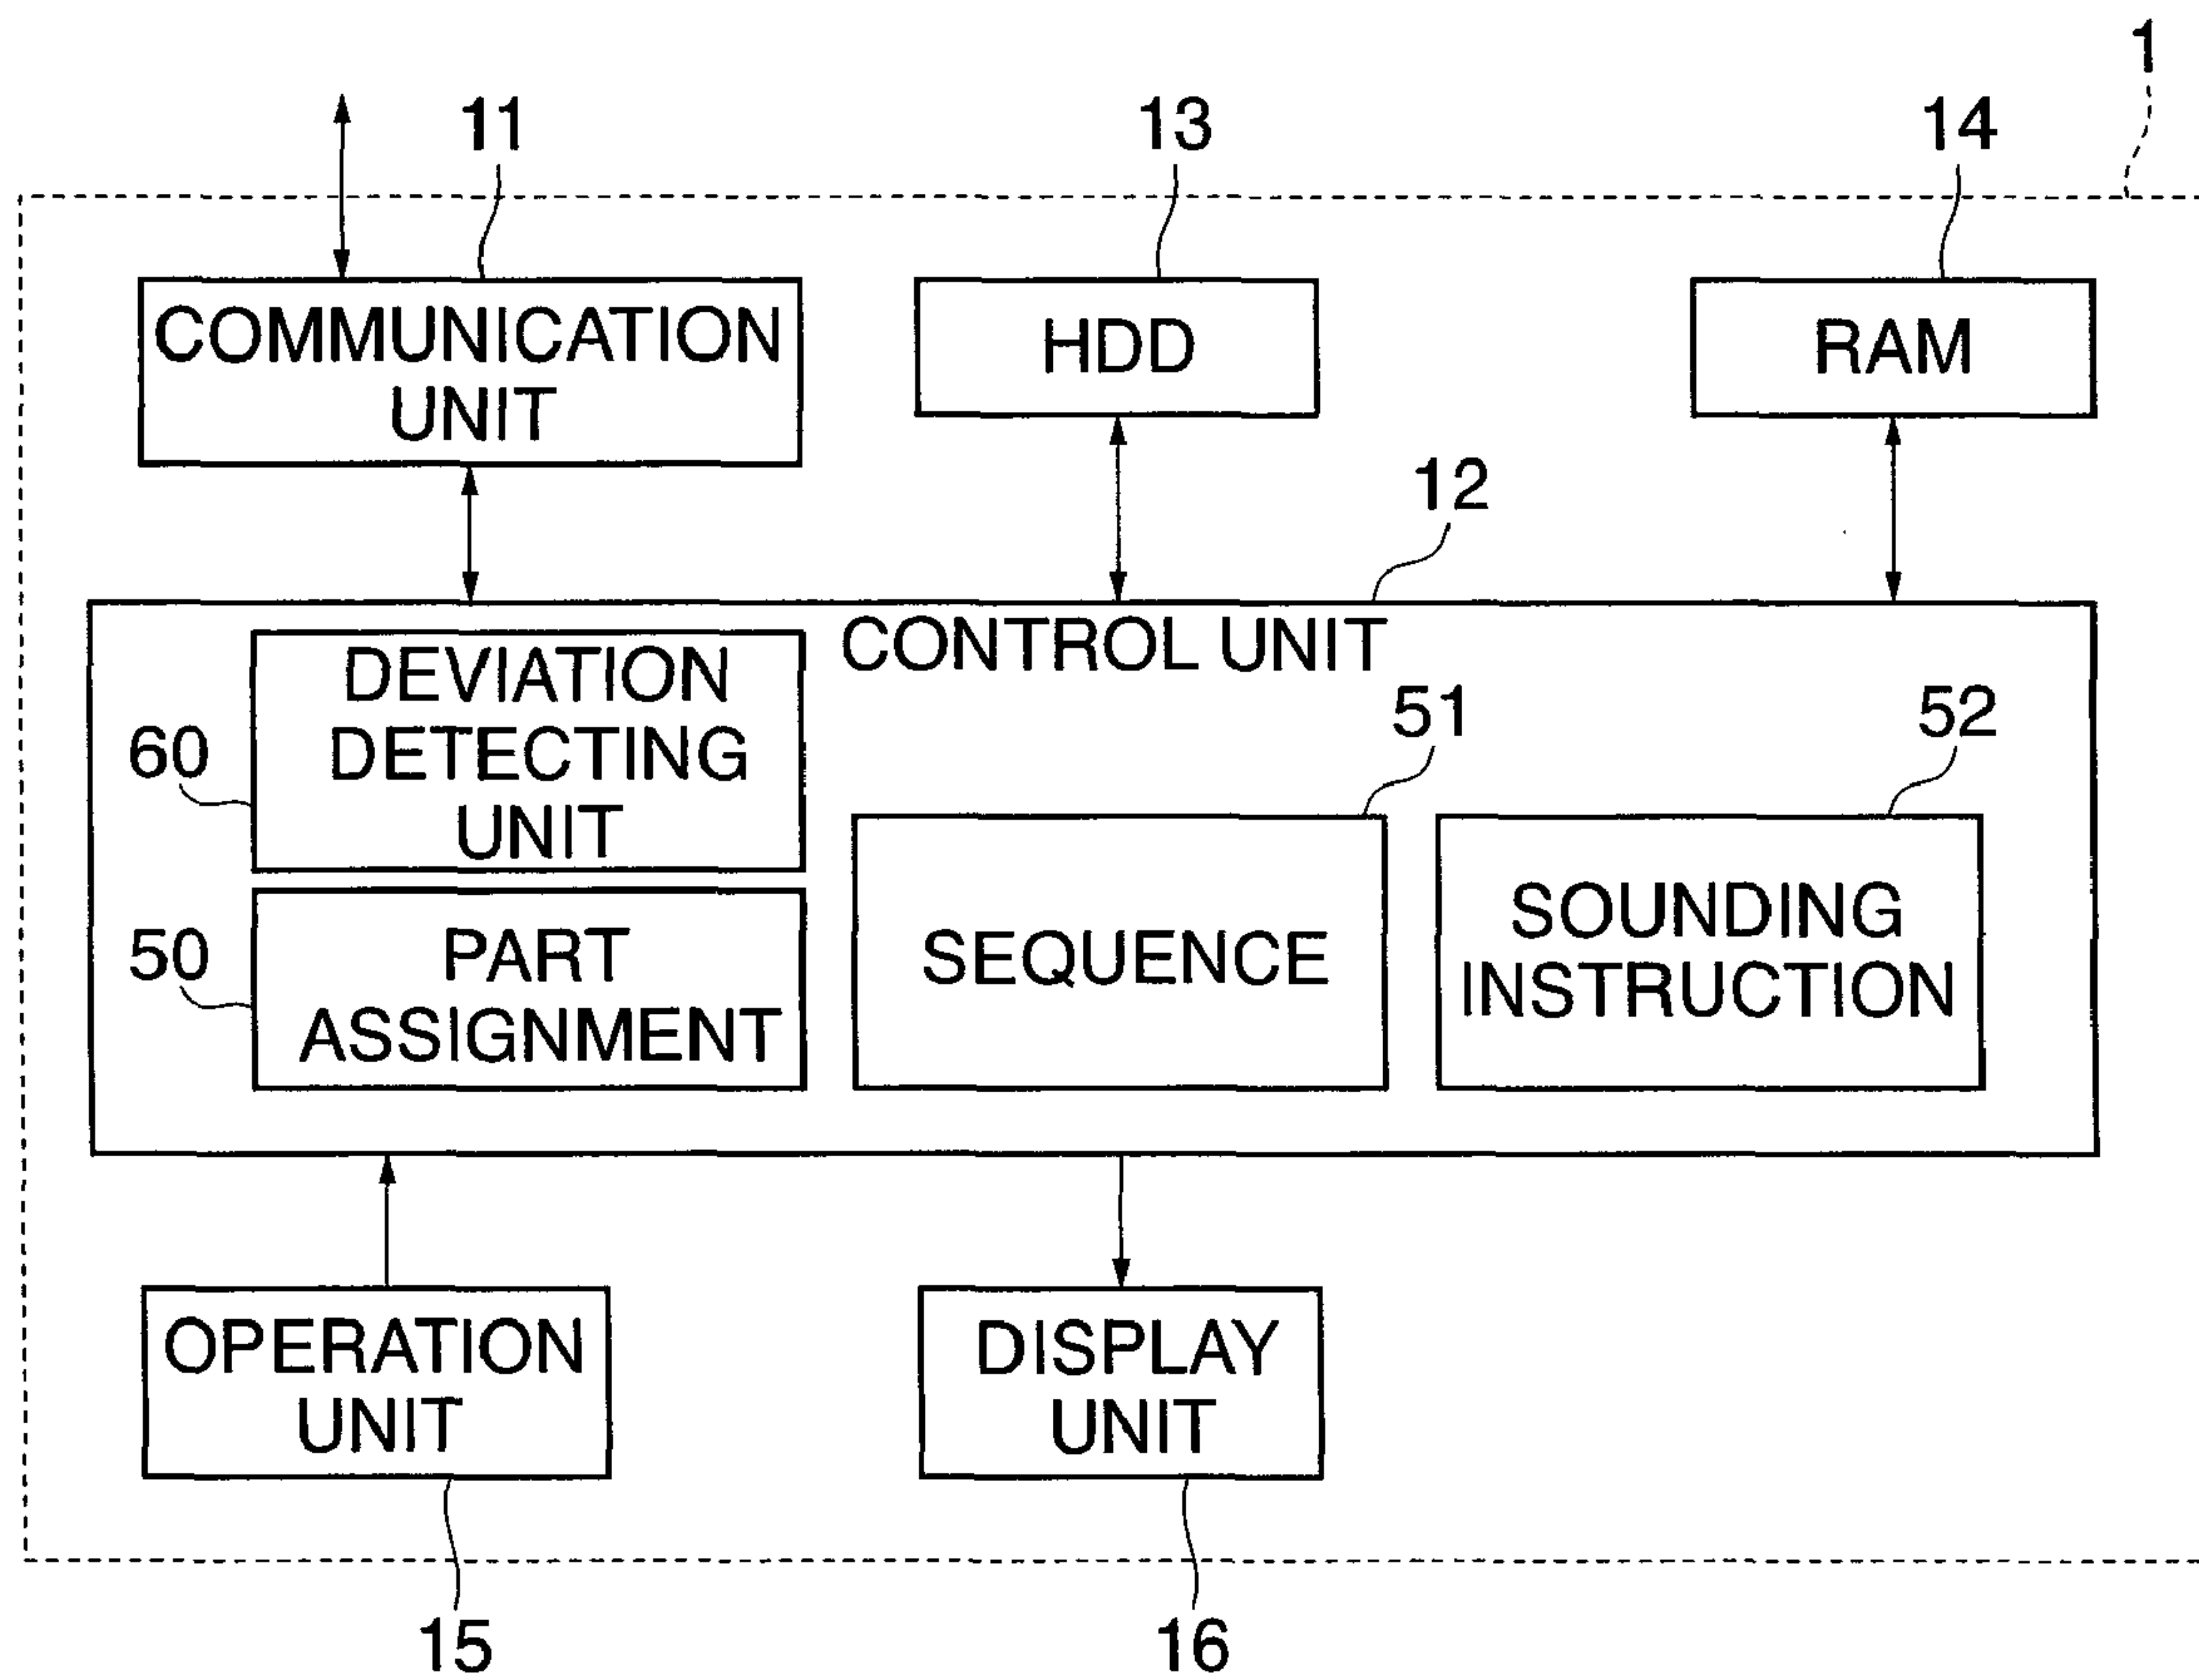 1
11
13
14
COMMUNICATION
UNIT
HDD
RAM
12
CONTROL UNIT
DEVIATION
DETECTING
UNIT
60
51
52
PART
ASSIGNMENT
50
SEQUENCE
SOUNDING
INSTRUCTION
OPERATION
UNIT
DISPLAY
UNIT
15
16